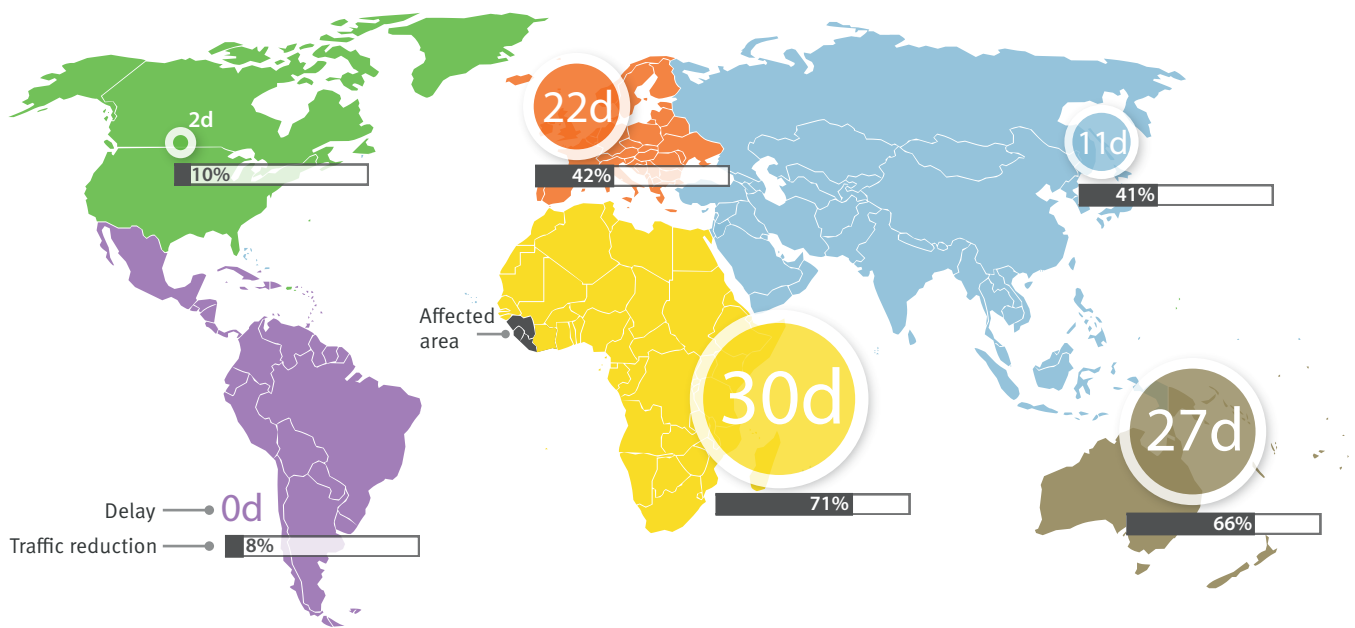 2d
10%
22d
42%
11d
41%
Affected
area
30d
71%
27d
66%
Delay
0d
Traffic reduction
8%